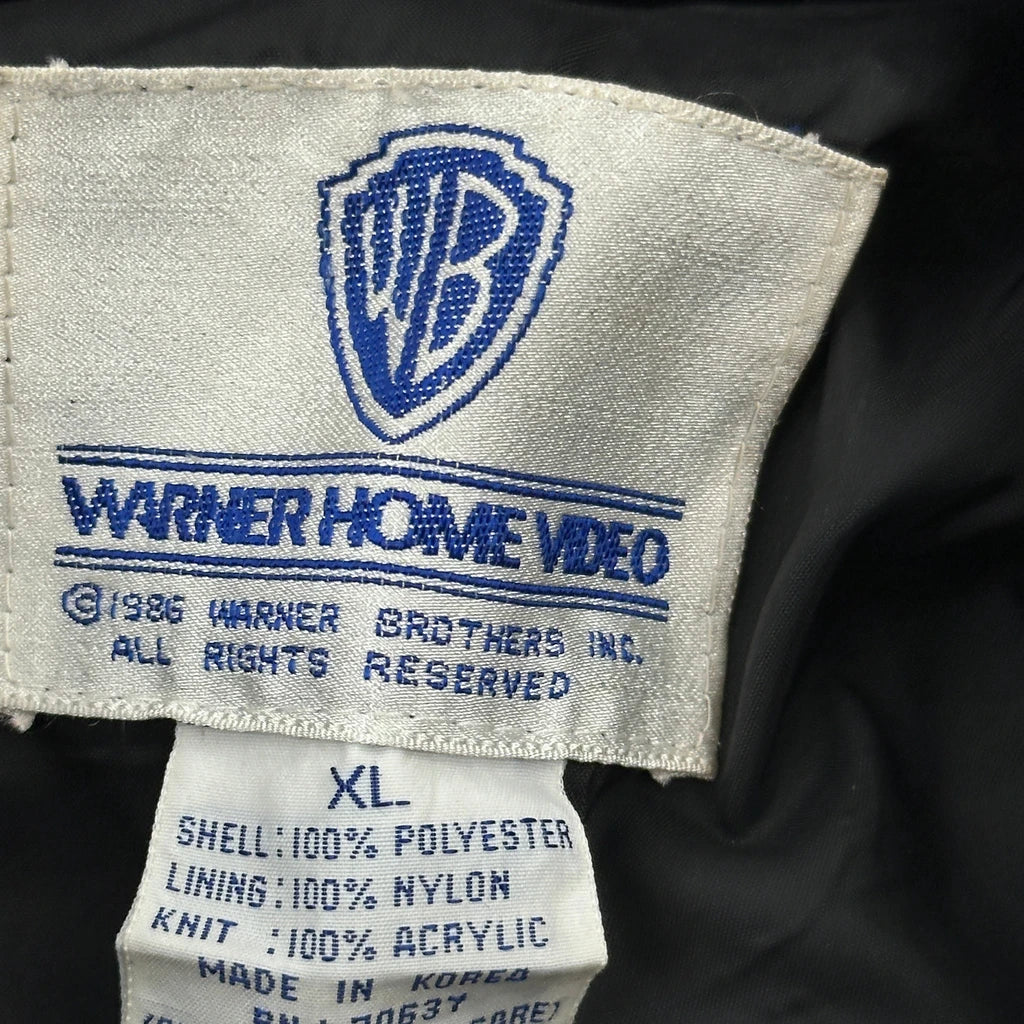 WB
WARNER HOME VIDEO
©1986 WARNER BROTHERS INC.
ALL RIGHTS RESERVED
XL
SHELL:100% POLYESTER
LINING:100% NYLON
KNIT :100% ACRYLIC
MADE IN KOREA